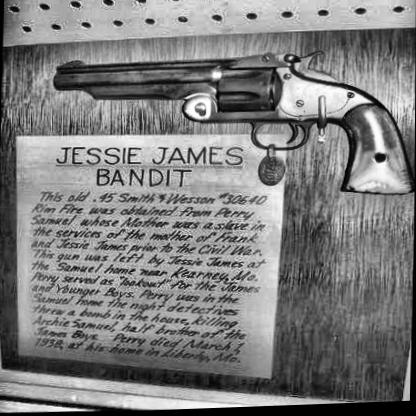 JESSIE JAMES
BANDIT
This old .45 Smith & Wesson #30640
Rim Fire was obtained from Perry
Samuel whose Mother was a slave in
the services of the mother of Frank
and Jessie James prior to the Civil War.
This gun was left by Jessie James at
the Samuel home near Kearney, Mo.
Perry served as "lookout" for the James
and Younger Boys. Perry was in the
Samuel home the night detectives
threw a bomb in the house, killing
Archie Samuel, half brother of the
James Boys. Perry died March 1,
1938, at his home in Liberty, Mo.